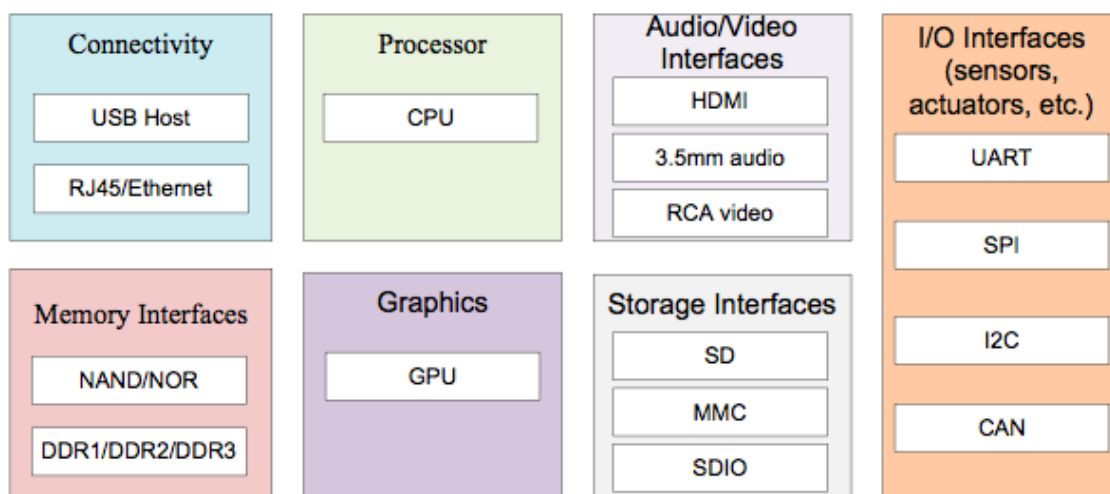 Connectivity
USB Host
RJ45/Ethernet
Processor
CPU
Audio/Video
Interfaces
HDMI
3.5mm audio
RCA video
I/O Interfaces
(sensors,
actuators, etc.)
UART
SPI
I2C
CAN
Memory Interfaces
NAND/NOR
DDR1/DDR2/DDR3
Graphics
GPU
Storage Interfaces
SD
MMC
SDIO